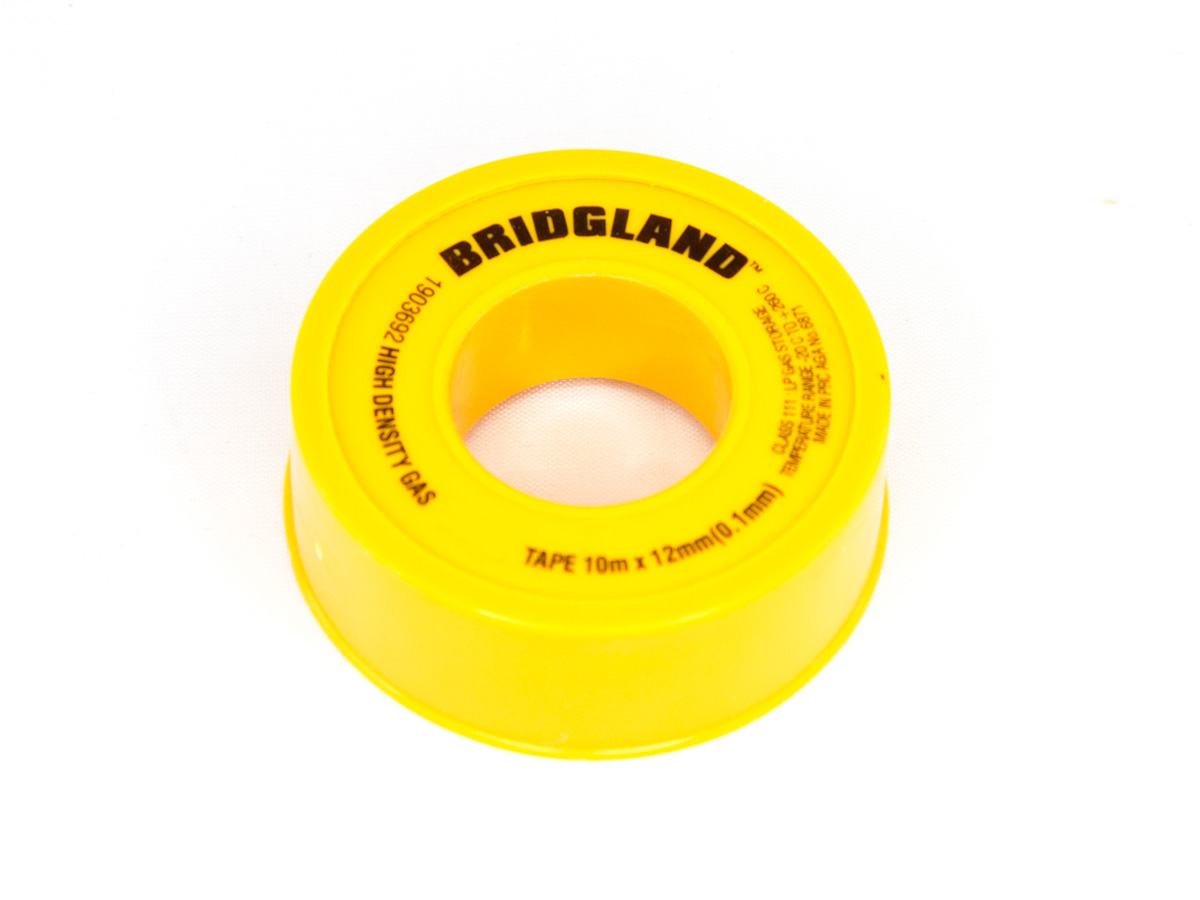 BRIDGLAND™
1903692 HIGH DENSITY GAS
TAPE 10m x 12mm(0.1mm)
CLASS 111 : LP GAS STORAGE
TEMPERATURE RANGE -20 C TO + 260 C
MADE IN PRC AGA No. 6871